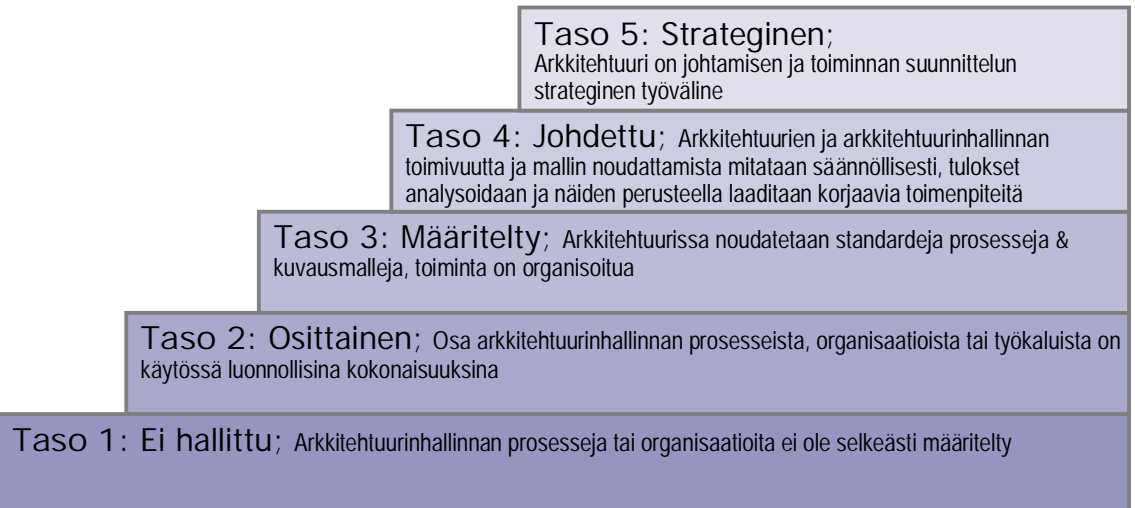 Taso 5: Strateginen;
Arkkitehtuuri on johtamisen ja toiminnan suunnittelun
strateginen työväline
Taso 4: Johdettu; Arkkitehtuurien ja arkkitehtuurinhallinnan
toimivuutta ja mallin noudattamista mitataan säännöllisesti, tulokset
analysoidaan ja näiden perusteella laaditaan korjaavia toimenpiteitä
Taso 3: Määritelty; Arkkitehtuurissa noudatetaan standardeja prosesseja &
kuvausmalleja, toiminta on organisoitua
Taso 2: Osittainen; Osa arkkitehtuurinhallinnan prosesseista, organisaatioista tai työkaluista on
käytössä luonnollisina kokonaisuuksina
Taso 1: Ei hallittu; Arkkitehtuurinhallinnan prosesseja tai organisaatioita ei ole selkeästi määritelty